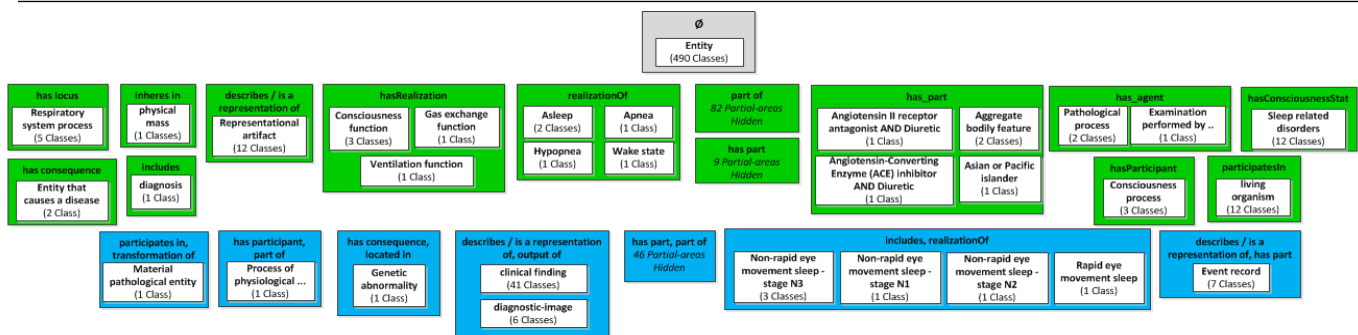 Ø
Entity
(490 Classes)
has locus
Respiratory
system process
(5 Classes)
inheres in
physical
mass
(1 Classes)
describes / is a
representation of
Representational
artifact
(12 Classes)
hasRealization
Consciousness
function
(3 Classes)
Gas exchange
function
(1 Class)
Ventilation function
(1 Class)
realizationOf
Asleep
(2 Classes)
Apnea
(1 Class)
Hypopnea
(1 Class)
Wake state
(1 Class)
part of
82 Partial-areas
Hidden
has part
9 Partial-areas
Hidden
has_part
Angiotensin II receptor
antagonist AND Diuretic
(1 Class)
Aggregate
bodily feature
(2 Classes)
Angiotensin-Converting
Enzyme (ACE) inhibitor
AND Diuretic
(1 Class)
Asian or Pacific
islander
(1 Class)
has_agent
Pathological
process
(2 Classes)
Examination
performed by ..
(1 Class)
hasConsciousnessStat
Sleep related
disorders
(12 Classes)
has consequence
Entity that
causes a disease
(2 Class)
includes
diagnosis
(1 Class)
hasParticipant
Consciousness
process
(3 Classes)
participatesIn
living
organism
(12 Classes)
participates in,
transformation of
Material
pathological entity
(1 Class)
has participant,
part of
Process of
physiological ...
(1 Class)
has consequence,
located in
Genetic
abnormality
(1 Class)
describes / is a representation
of, output of
clinical finding
(41 Classes)
diagnostic-image
(6 Classes)
has part, part of
46 Partial-areas
Hidden
includes, realizationOf
Non-rapid eye
movement sleep -
stage N3
(3 Classes)
Non-rapid eye
movement sleep -
stage N1
(1 Class)
Non-rapid eye
movement sleep -
stage N2
(1 Class)
Rapid eye
movement sleep
(1 Class)
describes / is a
representation of, has part
Event record
(7 Classes)